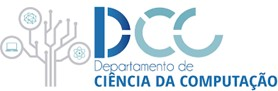 DCC
Departamento de
CIÊNCIA DA COMPUTAÇÃO